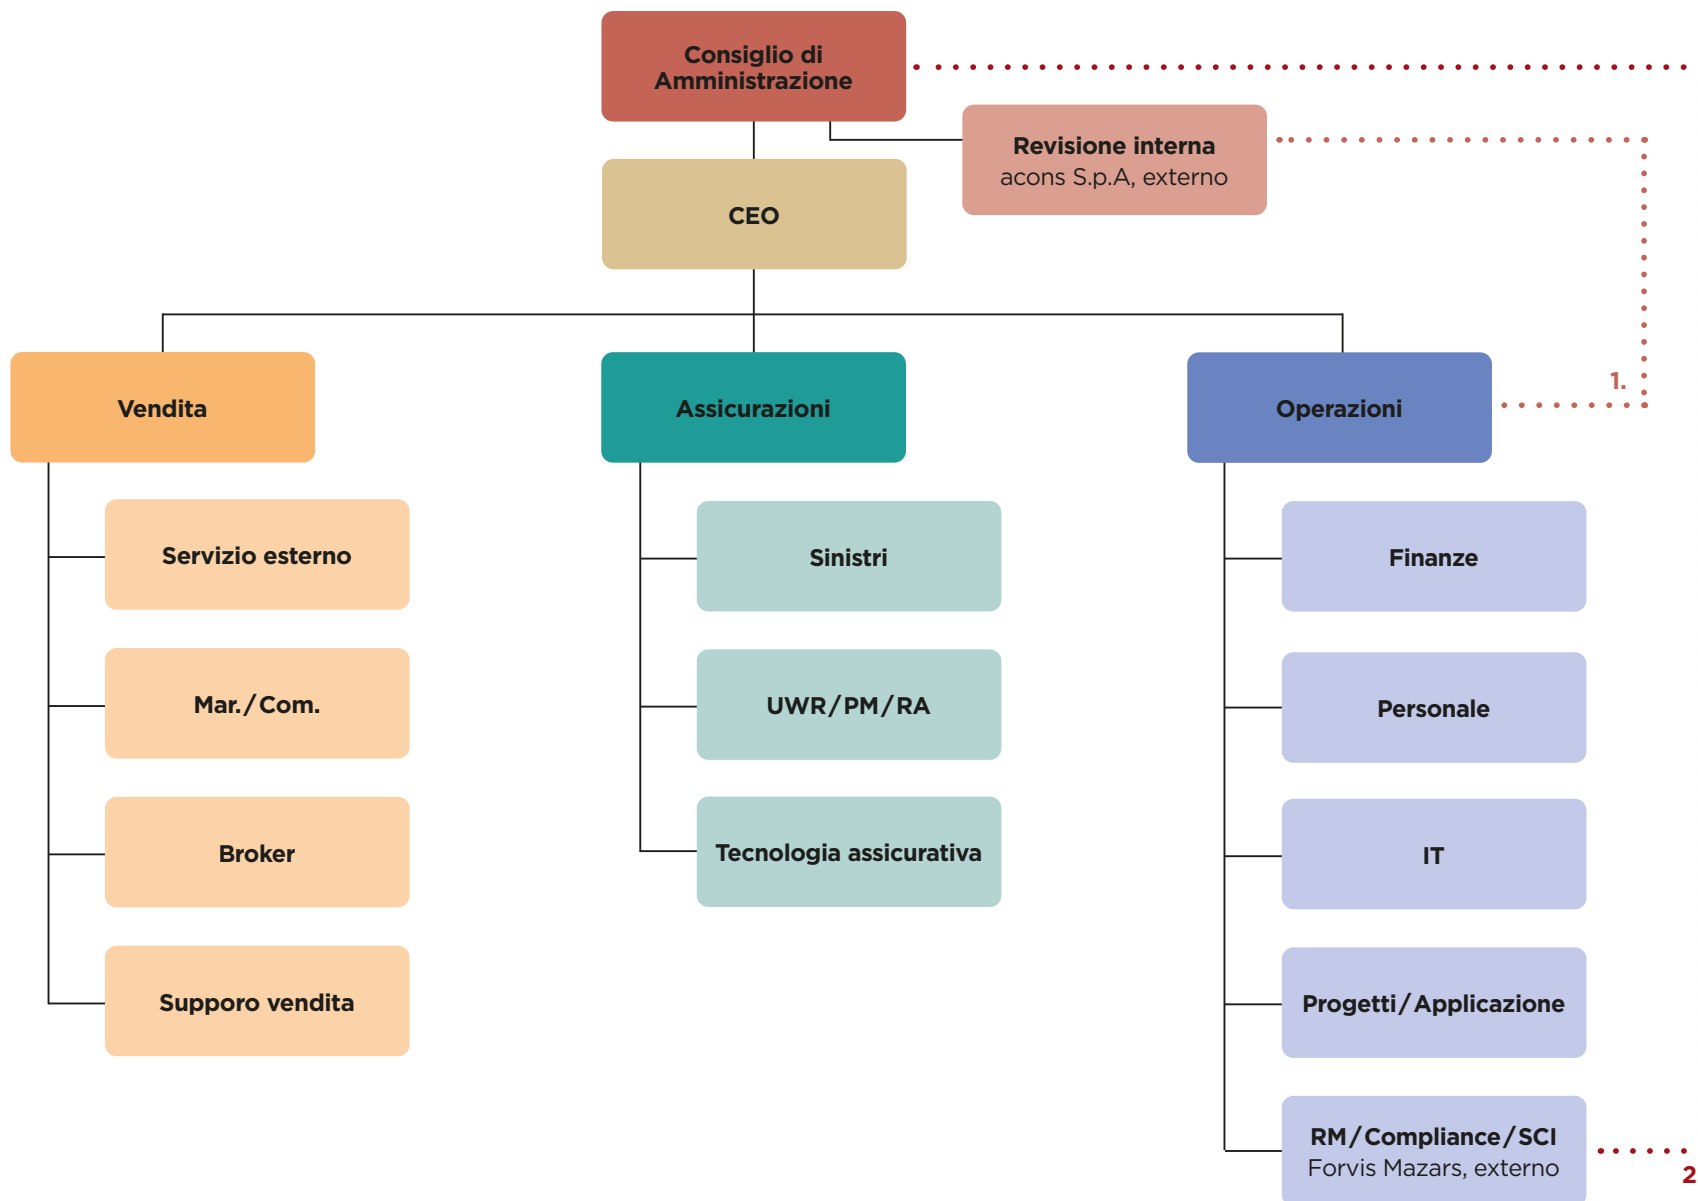 Consiglio di
Amministrazione
Revisione interna
acons S.p.A, externo
CEO
1.
Vendita
Assicurazioni
Operazioni
Servizio esterno
Mar./Com.
Broker
Supporo vendita
Sinistri
UWR/PM/RA
Tecnologia assicurativa
Finanze
Personale
IT
Progetti/Applicazione
RM/Compliance/SCI
Forvis Mazars, externo
2